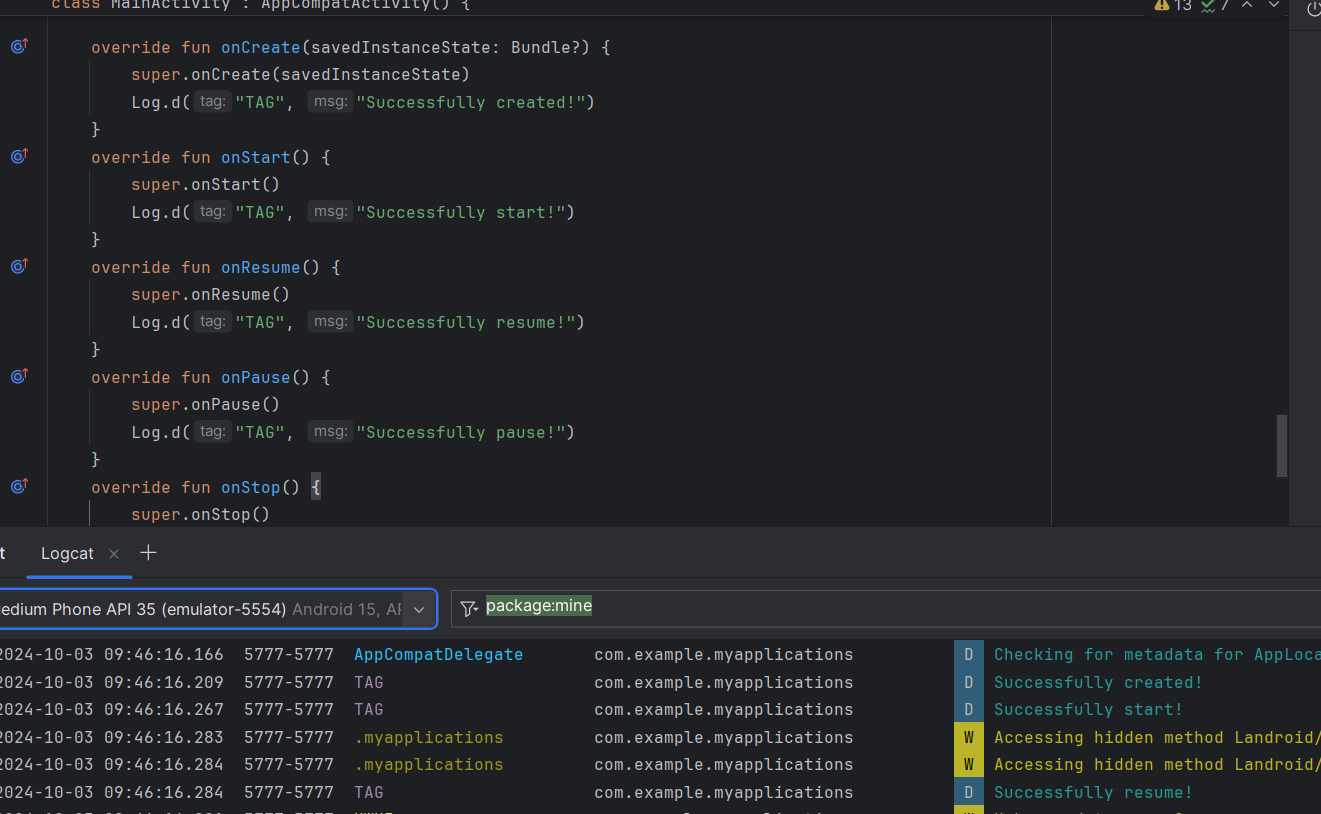 class MainActivity : AppCompatActivity() {
13 7
override fun onCreate(savedInstanceState: Bundle?) {
super.onCreate(savedInstanceState)
Log.d( tag: "TAG", msg: "Successfully created!")
}
override fun onStart() {
super.onStart()
Log.d( tag: "TAG", msg: "Successfully start!")
}
override fun onResume() {
super.onResume()
Log.d( tag: "TAG", msg: "Successfully resume!")
}
override fun onPause() {
super.onPause()
Log.d( tag: "TAG", msg: "Successfully pause!")
}
override fun onStop() {
super.onStop()
t Logcat × +
edium Phone API 35 (emulator-5554) Android 15, AP package:mine
2024-10-03 09:46:16.166 5777-5777 AppCompatDelegate com.example.myapplications D Checking for metadata for AppLoca
2024-10-03 09:46:16.209 5777-5777 TAG com.example.myapplications D Successfully created!
2024-10-03 09:46:16.267 5777-5777 TAG com.example.myapplications D Successfully start!
2024-10-03 09:46:16.283 5777-5777 .myapplications com.example.myapplications W Accessing hidden method Landroid/
2024-10-03 09:46:16.284 5777-5777 .myapplications com.example.myapplications W Accessing hidden method Landroid/
2024-10-03 09:46:16.284 5777-5777 TAG com.example.myapplications D Successfully resume!